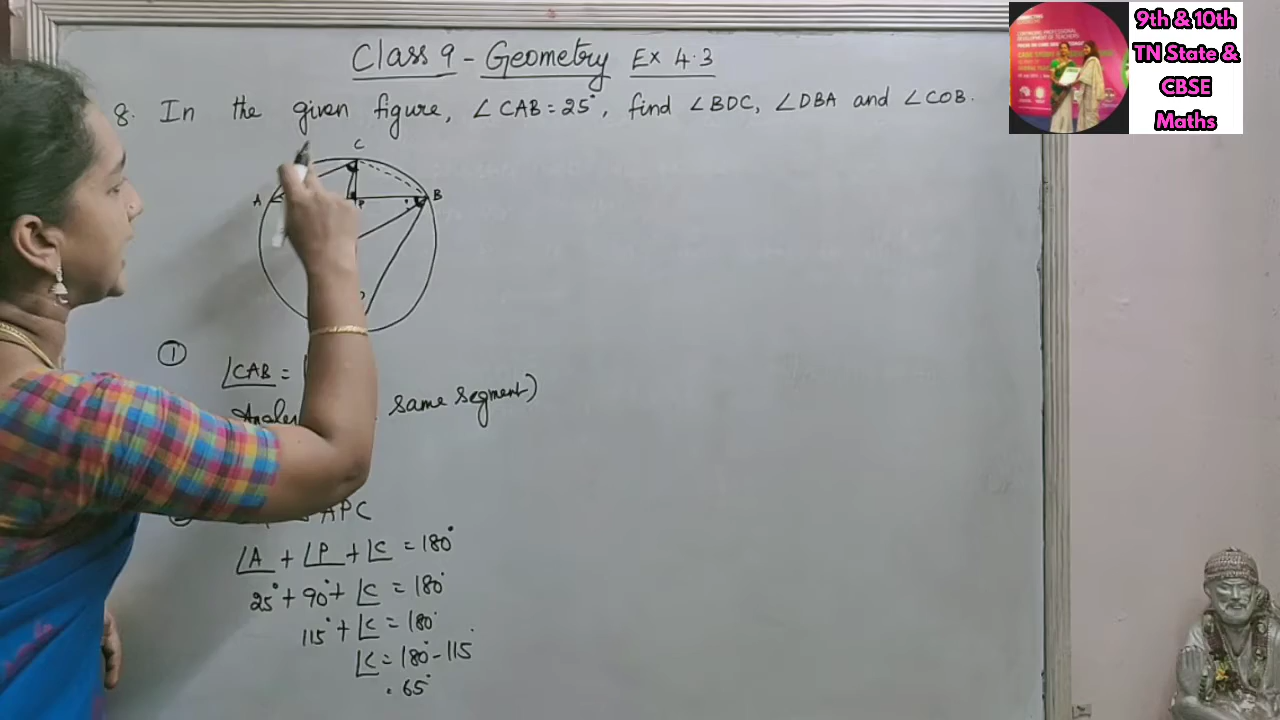 Class 9 - Geometry Ex 4.3
8. In the given figure, ∠CAB = 25°, find ∠BDC, ∠DBA and ∠COB.
C
A
P
B
①
∠CAB =
same segment)
APC
∠A + ∠P + ∠C = 180°
25° + 90° + ∠C = 180°
115° + ∠C = 180°
∠C = 180° - 115°
= 65°
9th & 10th
TN State &
CBSE
Maths